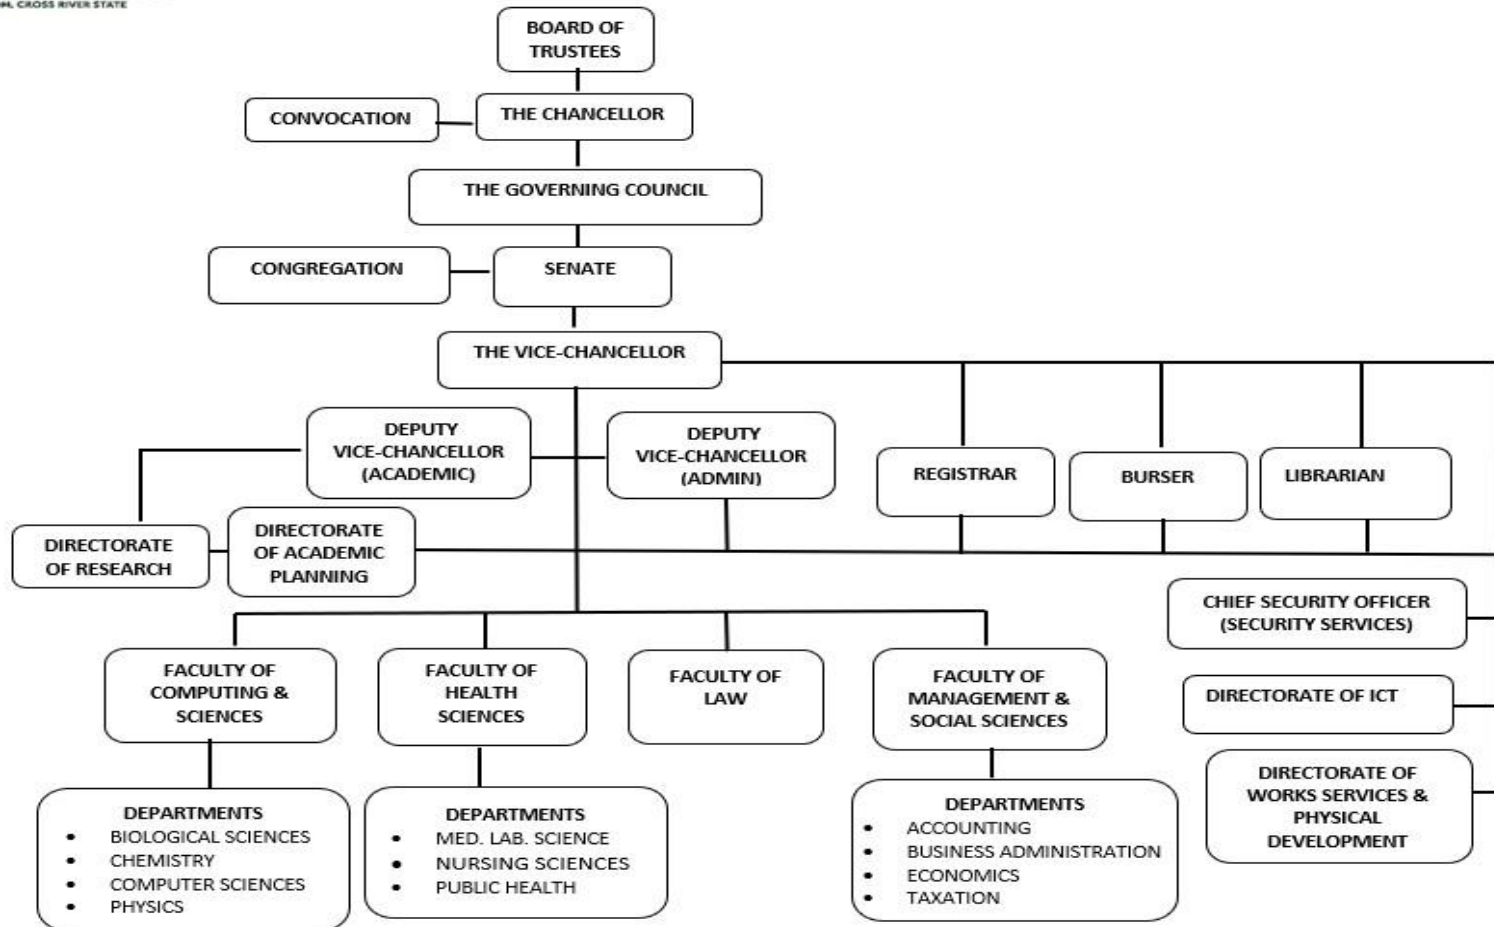 CROSS RIVER STATE
BOARD OF
TRUSTEES
CONVOCATION
THE CHANCELLOR
THE GOVERNING COUNCIL
CONGREGATION
SENATE
THE VICE-CHANCELLOR
DEPUTY
VICE-CHANCELLOR
(ACADEMIC)
DEPUTY
VICE-CHANCELLOR
(ADMIN)
REGISTRAR
BURSER
LIBRARIAN
DIRECTORATE
OF RESEARCH
DIRECTORATE
OF ACADEMIC
PLANNING
CHIEF SECURITY OFFICER
(SECURITY SERVICES)
DIRECTORATE OF ICT
DIRECTORATE OF
WORKS SERVICES &
PHYSICAL
DEVELOPMENT
FACULTY OF
COMPUTING &
SCIENCES
FACULTY OF
HEALTH
SCIENCES
FACULTY OF
LAW
FACULTY OF
MANAGEMENT &
SOCIAL SCIENCES
DEPARTMENTS
• BIOLOGICAL SCIENCES
• CHEMISTRY
• COMPUTER SCIENCES
• PHYSICS
DEPARTMENTS
• MED. LAB. SCIENCE
• NURSING SCIENCES
• PUBLIC HEALTH
DEPARTMENTS
• ACCOUNTING
• BUSINESS ADMINISTRATION
• ECONOMICS
• TAXATION